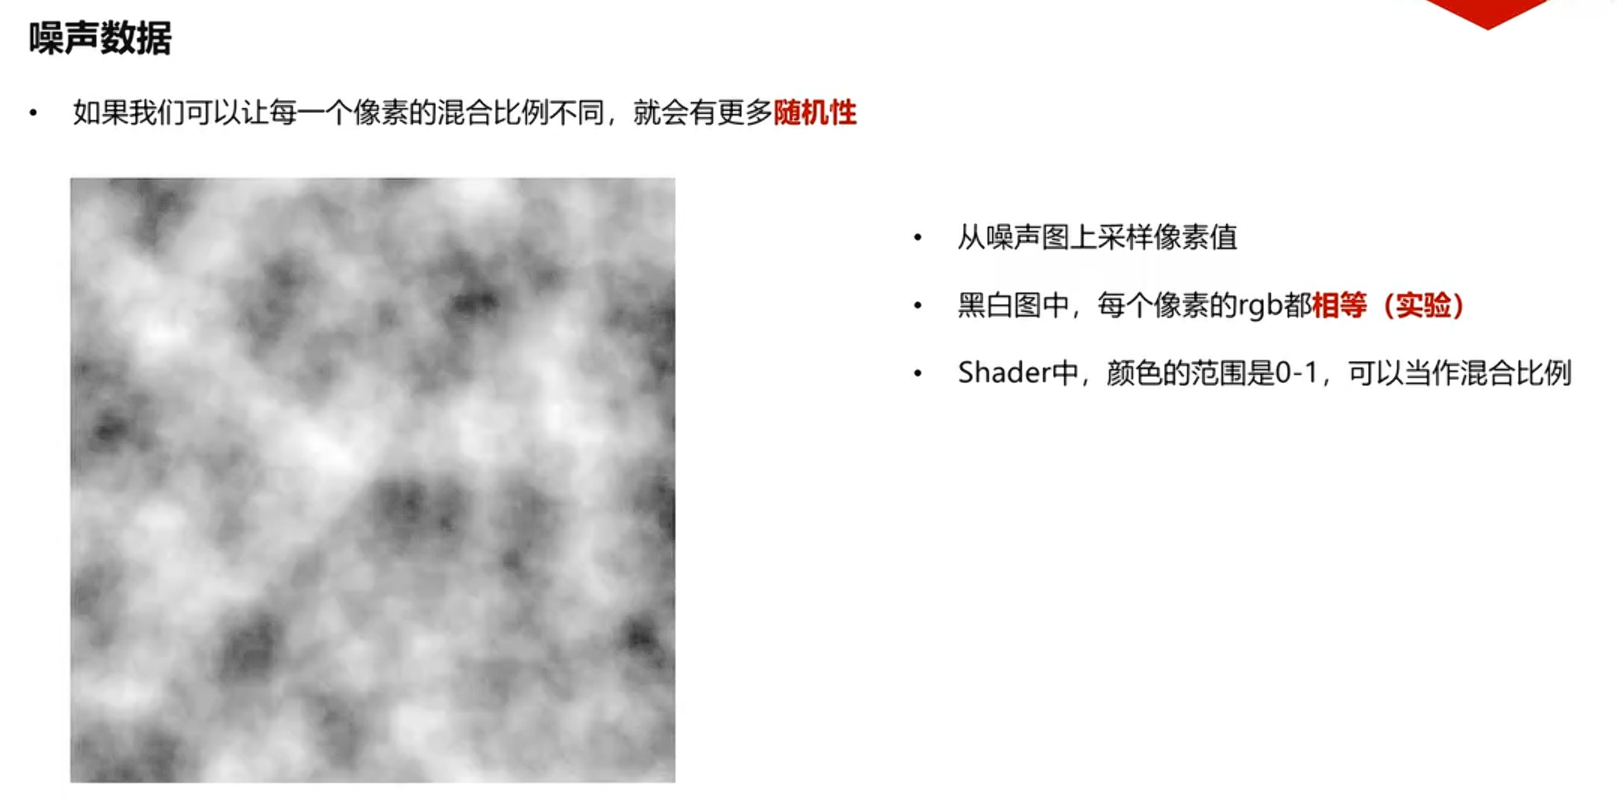 噪声数据
• 如果我们可以让每一个像素的混合比例不同，就会有更多随机性
• 从噪声图上采样像素值
• 黑白图中，每个像素的rgb都相等（实验）
• Shader中，颜色的范围是0-1，可以当作混合比例